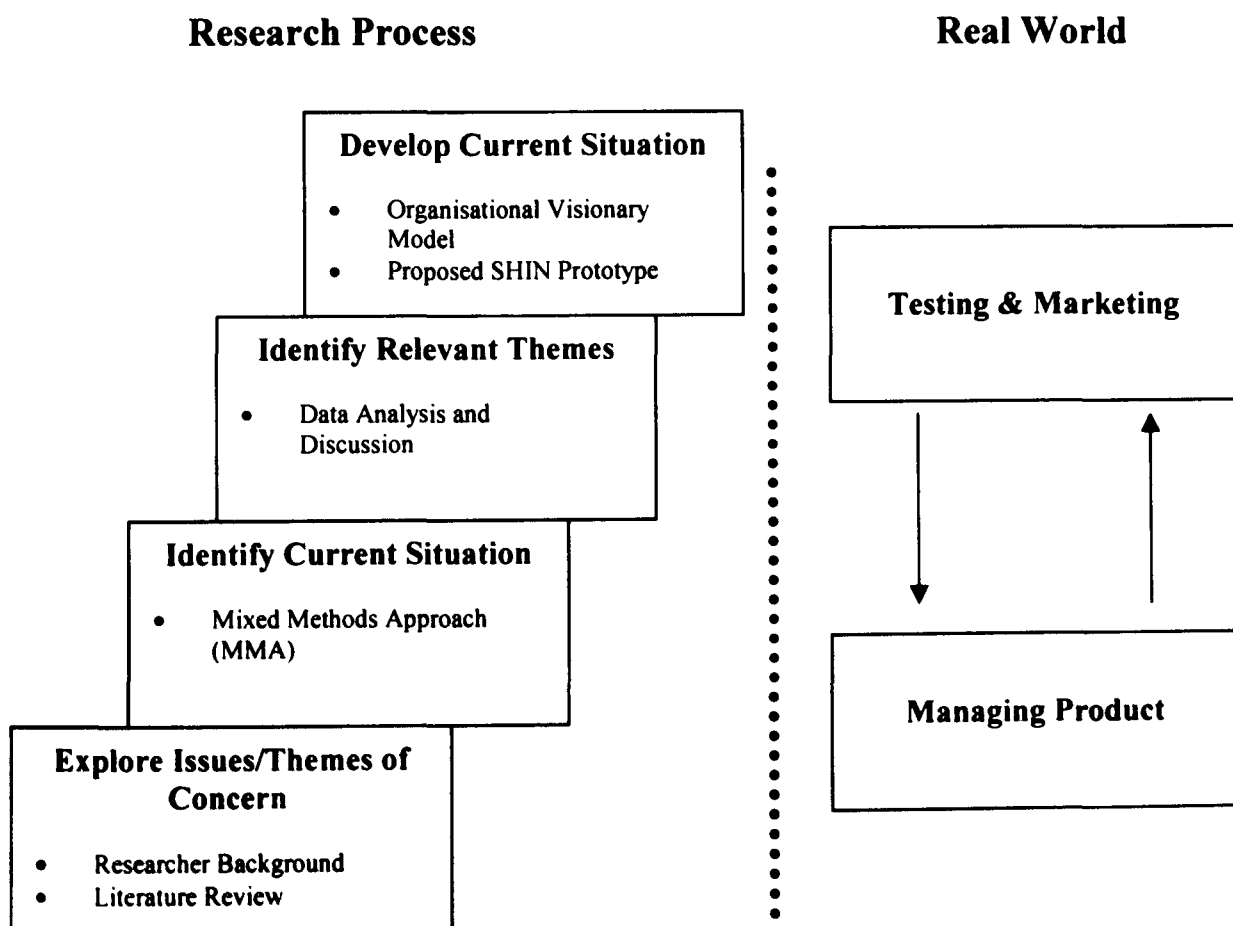 Research Process
Real World
Develop Current Situation
• Organisational Visionary
Model
• Proposed SHIN Prototype
Identify Relevant Themes
• Data Analysis and
Discussion
Identify Current Situation
• Mixed Methods Approach
(MMA)
Explore Issues/Themes of
Concern
• Researcher Background
• Literature Review
Testing & Marketing
Managing Product